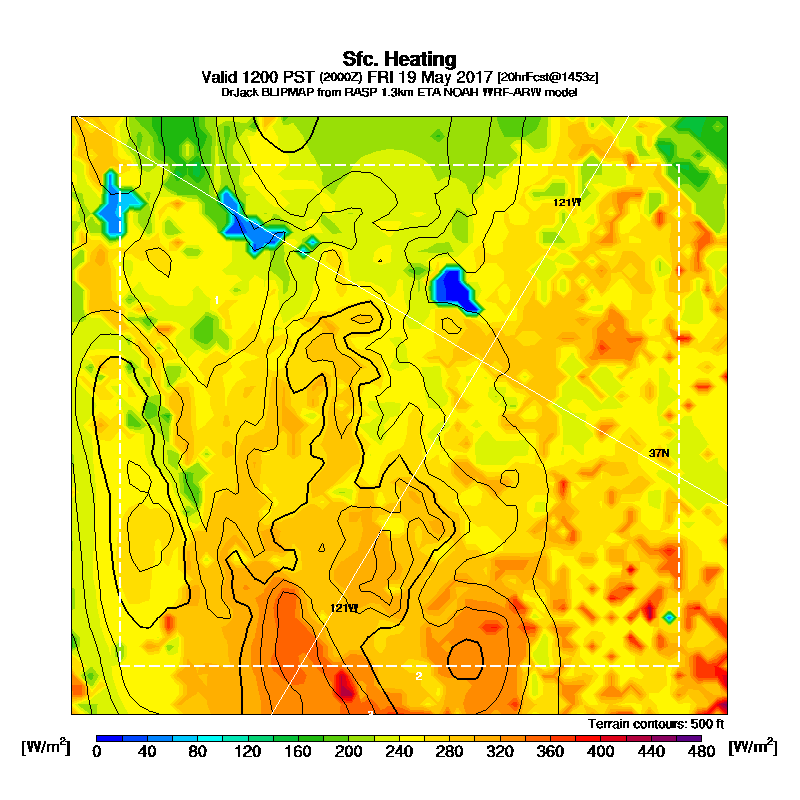 Sfc. Heating
Valid 1200 PST (2000Z) FRI 19 May 2017 [20hrFcst@1453z]
DrJack BLIPMAP from RASP 1.3km ETA NOAH WRF-ARW model
121W
1
37N
121W
2
Terrain contours: 500 ft
[W/m²] 0 40 80 120 160 200 240 280 320 360 400 440 480 [W/m²]